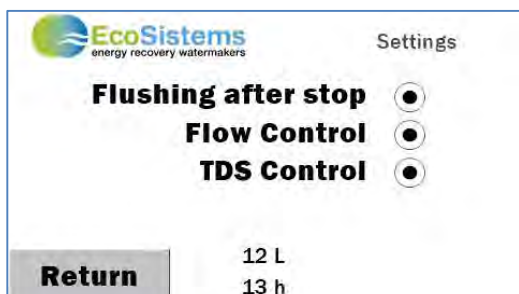 EcoSistems
energy recovery watermakers
Settings
Flushing after stop
Flow Control
TDS Control
12 L
Return
13 h